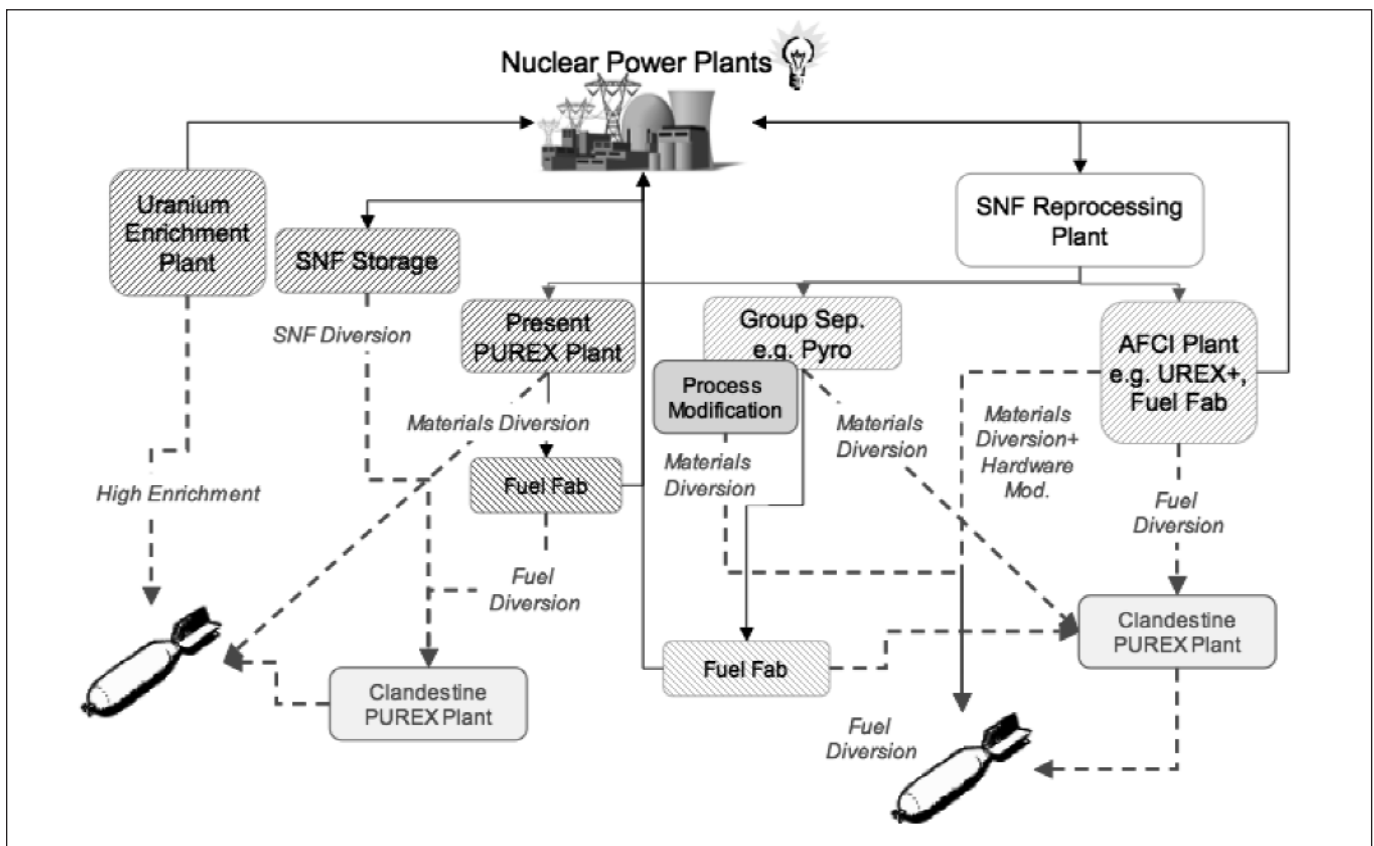 Nuclear Power Plants
Uranium
Enrichment
Plant
SNF Storage
SNF Reprocessing
Plant
SNF Diversion
Present
PUREX Plant
Group Sep.
e.g. Pyro
Process
Modification
AFCI Plant
e.g. UREX+,
Fuel Fab
Materials Diversion
Materials
Diversion
Materials
Diversion
Materials
Diversion+
Hardware
Mod.
High Enrichment
Fuel Fab
Fuel
Diversion
Fuel
Diversion
Clandestine
PUREX Plant
Fuel Fab
Clandestine
PUREX Plant
Fuel
Diversion